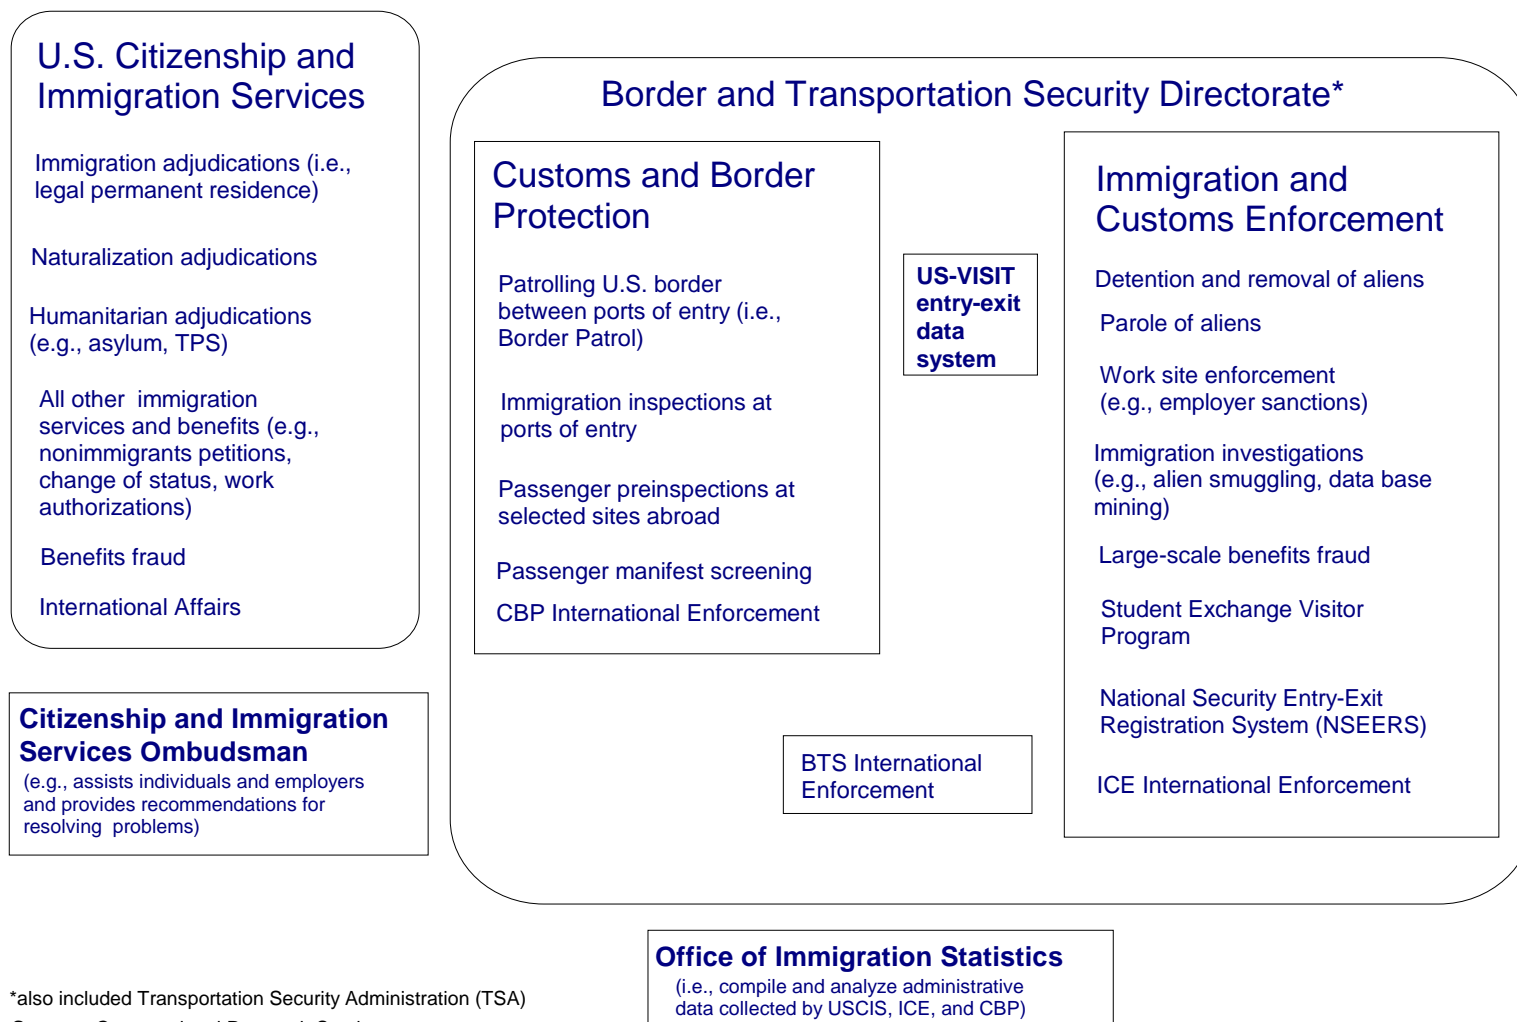 U.S. Citizenship and
Immigration Services
Immigration adjudications (i.e.,
legal permanent residence)
Naturalization adjudications
Humanitarian adjudications
(e.g., asylum, TPS)
All other immigration
services and benefits (e.g.,
nonimmigrants petitions,
change of status, work
authorizations)
Benefits fraud
International Affairs
Citizenship and Immigration
Services Ombudsman
(e.g., assists individuals and employers
and provides recommendations for
resolving problems)
Border and Transportation Security Directorate*
Customs and Border
Protection
Patrolling U.S. border
between ports of entry (i.e.,
Border Patrol)
Immigration inspections at
ports of entry
Passenger preinspections at
selected sites abroad
Passenger manifest screening
CBP International Enforcement
US-VISIT
entry-exit
data
system
BTS International
Enforcement
Immigration and
Customs Enforcement
Detention and removal of aliens
Parole of aliens
Work site enforcement
(e.g., employer sanctions)
Immigration investigations
(e.g., alien smuggling, data base
mining)
Large-scale benefits fraud
Student Exchange Visitor
Program
National Security Entry-Exit
Registration System (NSEERS)
ICE International Enforcement
Office of Immigration Statistics
(i.e., compile and analyze administrative
data collected by USCIS, ICE, and CBP)
*also included Transportation Security Administration (TSA)